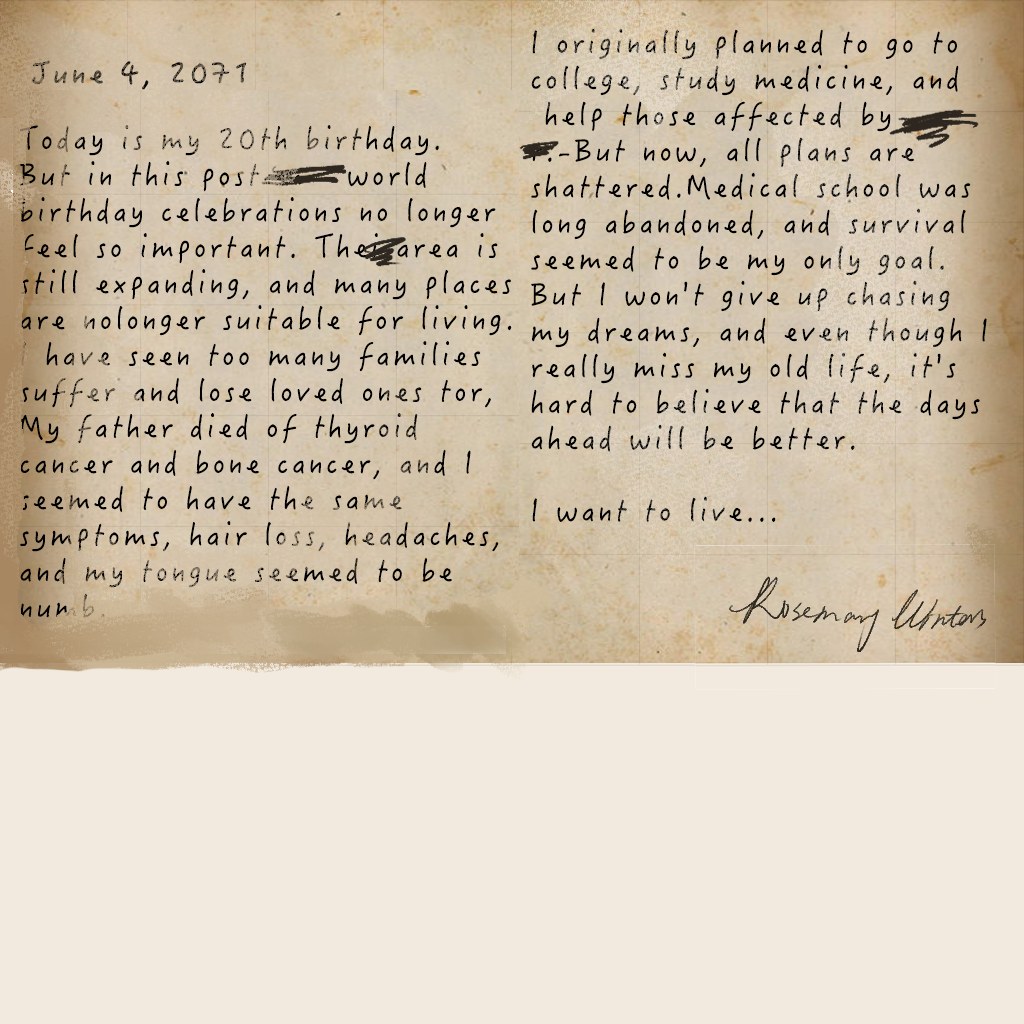 June 4, 2071
Today is my 20th birthday.
But in this post world
birthday celebrations no longer
feel so important. The area is
still expanding, and many places
are nolonger suitable for living.
I have seen too many families
suffer and lose loved ones tor,
My father died of thyroid
cancer and bone cancer, and I
seemed to have the same
symptoms, hair loss, headaches,
and my tongue seemed to be
numb.
I originally planned to go to
college, study medicine, and
help those affected by
.-But now, all plans are
shattered.Medical school was
long abandoned, and survival
seemed to be my only goal.
But I won't give up chasing
my dreams, and even though I
really miss my old life, it's
hard to believe that the days
ahead will be better.
I want to live...
Rosemary Winters